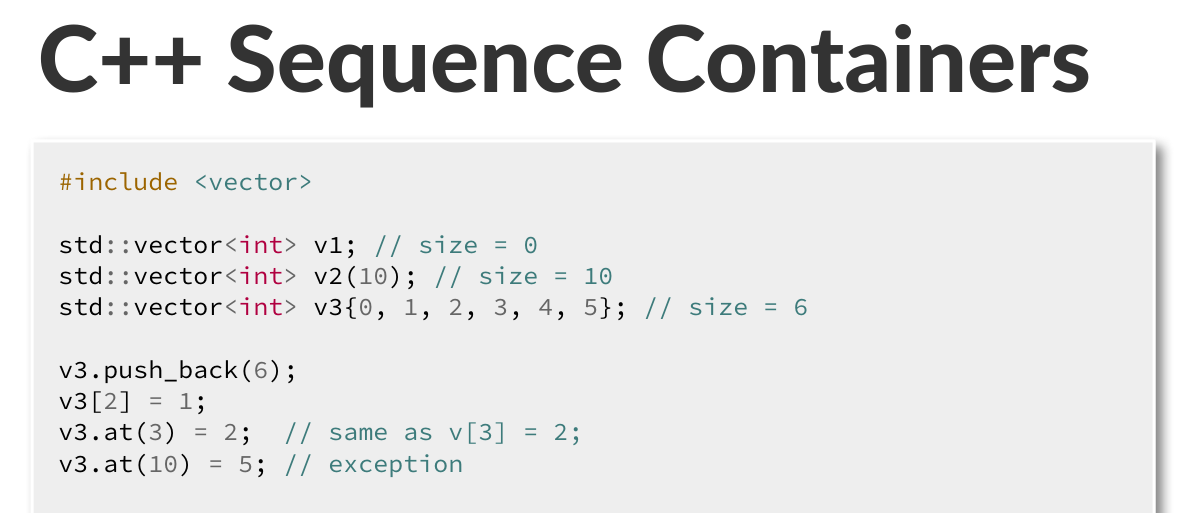 C++ Sequence Containers
#include <vector>
std::vector<int> v1; // size = 0
std::vector<int> v2(10); // size = 10
std::vector<int> v3{0, 1, 2, 3, 4, 5}; // size = 6
v3.push_back(6);
v3[2] = 1;
v3.at(3) = 2;  // same as v[3] = 2;
v3.at(10) = 5; // exception